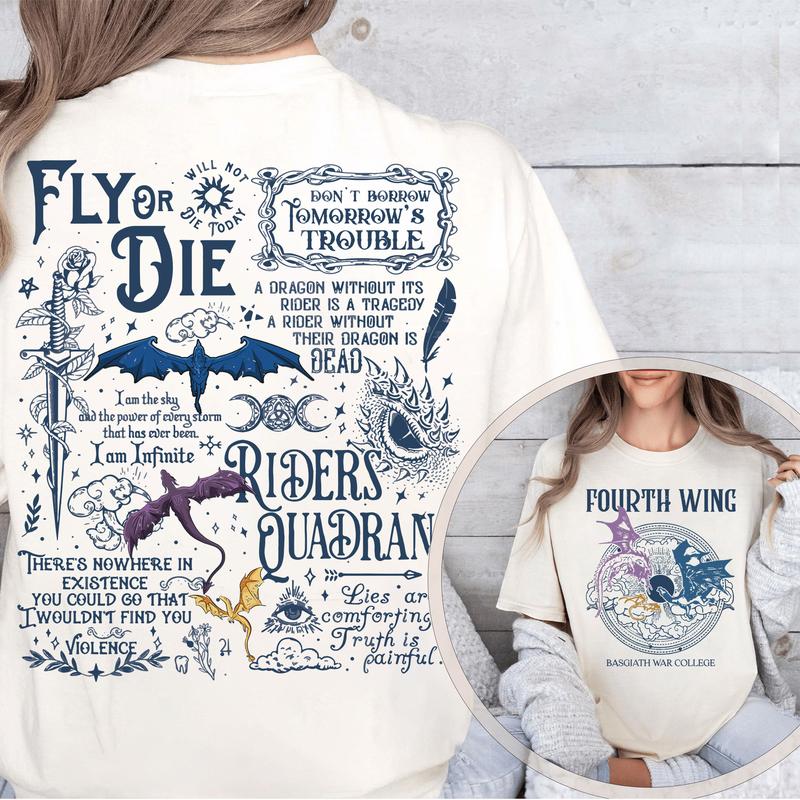 FLY OR
DIE
WILL NOT
DIE TODAY
DON'T BORROW
TOMORROW'S
TROUBLE
A DRAGON WITHOUT ITS
RIDER IS A TRAGEDY
A RIDER WITHOUT
THEIR DRAGON IS
DEAD
I am the sky
and the power of every storm
that has ever been.
I am Infinite
RIDERS
QUADRAN
THERE'S NOWHERE IN
EXISTENCE
YOU COULD GO THAT
I WOULDN'T FIND YOU
VIOLENCE
Lies are
comforting
Truth is
painful.
FOURTH WING
BASGIATH WAR COLLEGE